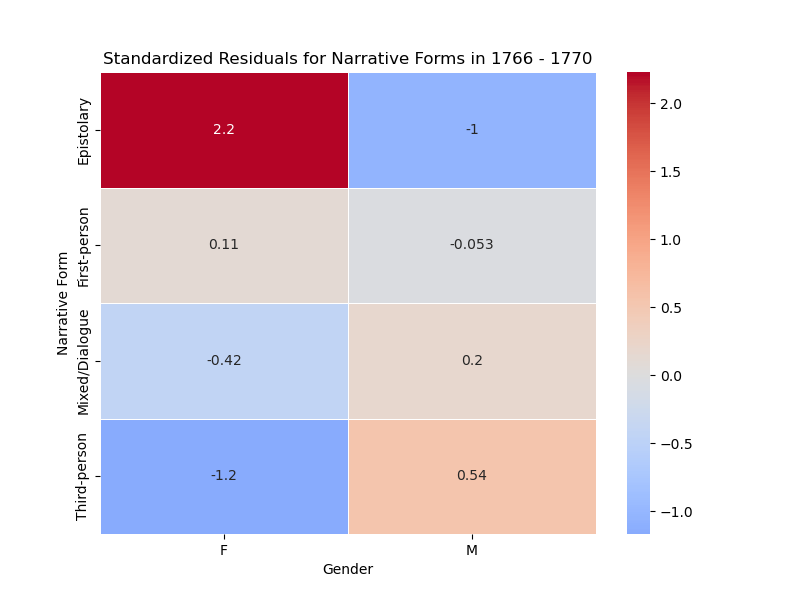 Standardized Residuals for Narrative Forms in 1766 - 1770
Narrative Form
Epistolary
2.2
-1
First-person
0.11
-0.053
Mixed/Dialogue
-0.42
0.2
Third-person
-1.2
0.54
F
M
Gender
2.0
1.5
1.0
0.5
0.0
−0.5
−1.0